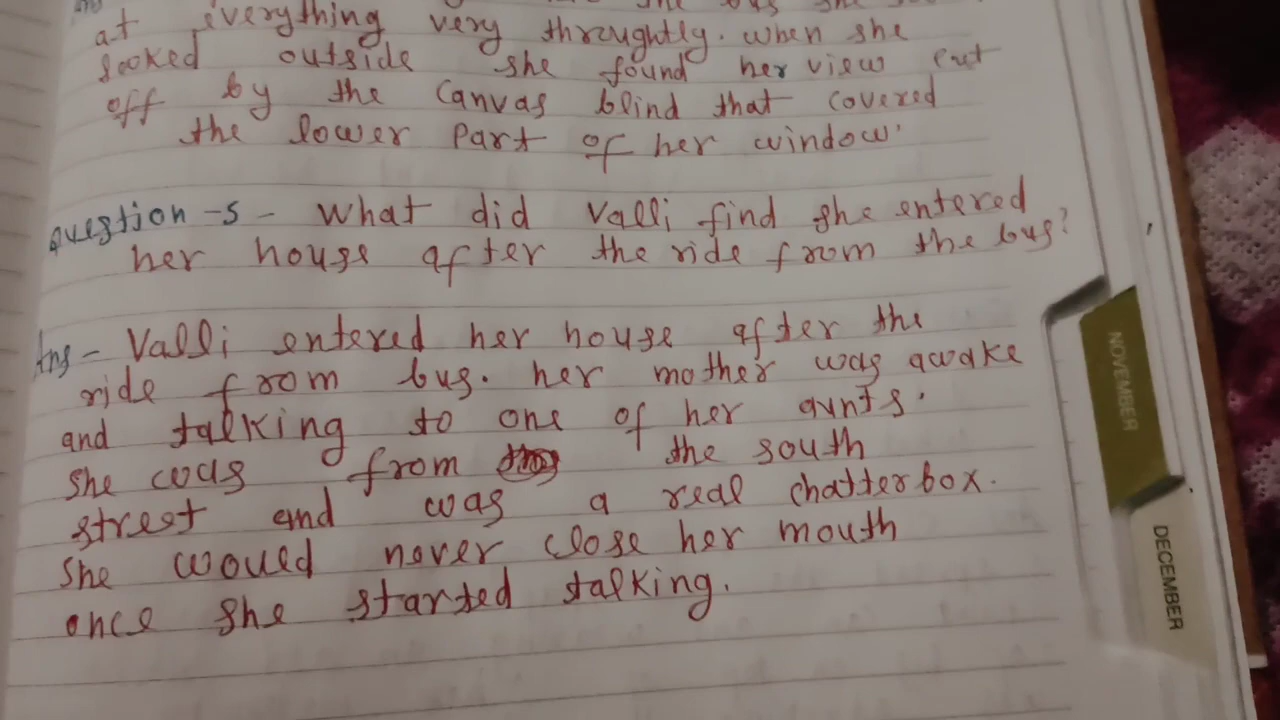 at everything very throughtly. when she
looked outside she found her view cut
off by the canvas blind that covered
the lower part of her window.
Question -5 - What did Valli find she entered
her house after the ride from the bus?
Ans - Valli entered her house after the
ride from bus. her mother was awake
and talking to one of her aunts.
She was from the south
street and was a real chatterbox.
She would never close her mouth
once she started talking.
NOVEMBER
DECEMBER